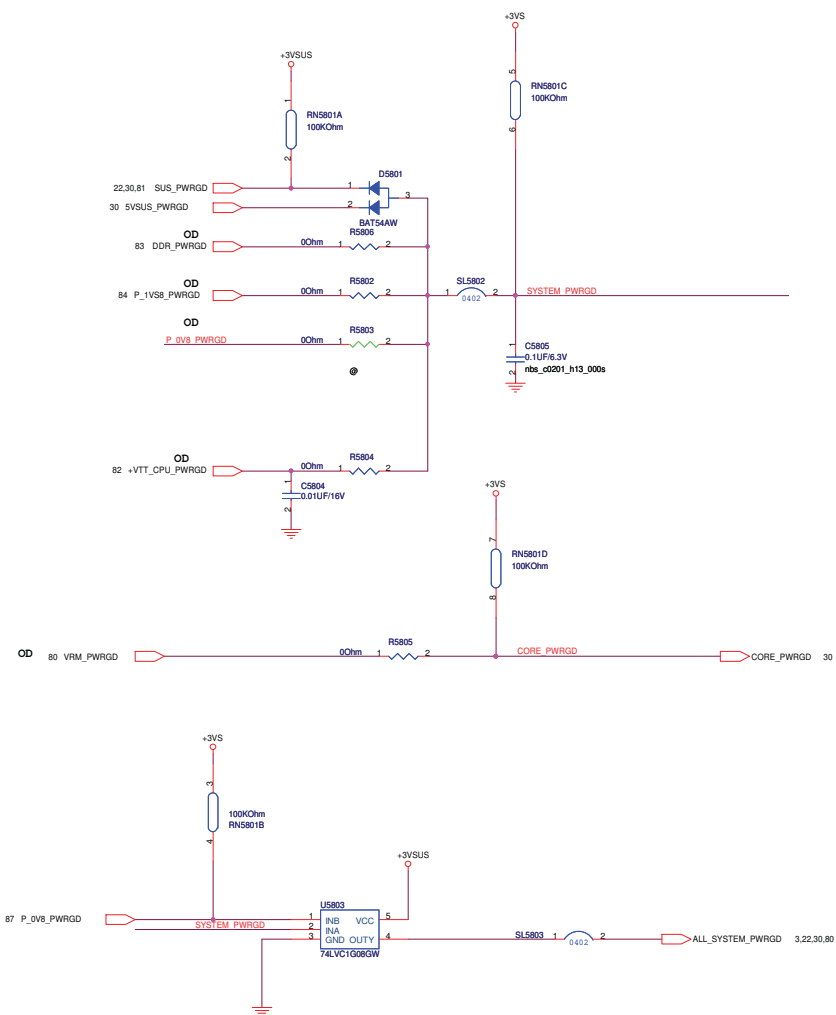 +3VS
+3VSUS
5
RN5801C
100KOhm
6
1
RN5801A
100KOhm
2
D5801
22,30,81 SUS_PWRGD
1
3
30 5VSUS_PWRGD
2
BAT54AW
OD
R5806
83 DDR_PWRGD
0Ohm 1 2
OD
R5802
SL5802
84 P_1VS8_PWRGD
0Ohm 1 2
1 2
0402
SYSTEM_PWRGD
OD
R5803
P_0V8_PWRGD
0Ohm 1 2
@
1
C5805
0.1UF/6.3V
2
nbs_c0201_h13_000s
OD
R5804
82 +VTT_CPU_PWRGD
0Ohm 1 2
1
C5804
0.01UF/16V
2
+3VS
7
RN5801D
100KOhm
8
R5805
OD 80 VRM_PWRGD
0Ohm 1 2
CORE_PWRGD
CORE_PWRGD 30
+3VS
3
100KOhm
RN5801B
4
+3VSUS
U5803
87 P_0V8_PWRGD
1 INB VCC 5
SYSTEM_PWRGD
2 INA
3 GND OUTY 4
74LVC1G08GW
SL5803 1 2
0402
ALL_SYSTEM_PWRGD 3,22,30,80